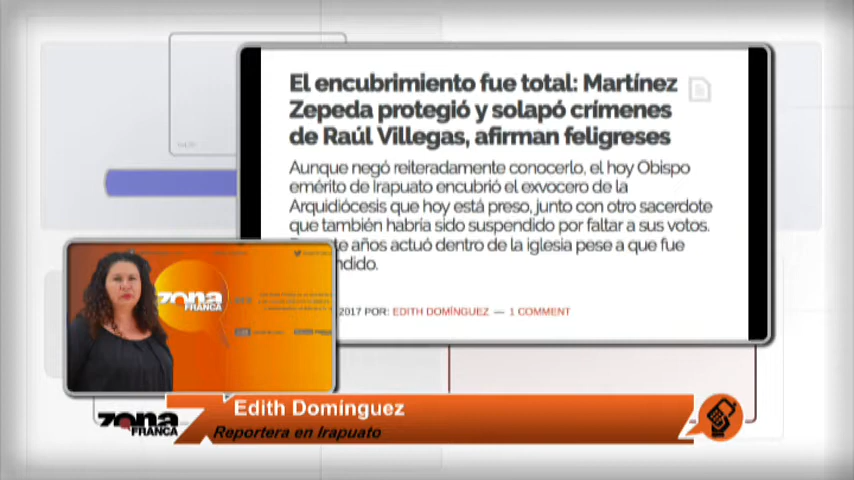 El encubrimiento fue total: Martínez
Zepeda protegió y solapó crímenes
de Raúl Villegas, afirman feligreses
Aunque negó reiteradamente conocerlo, el hoy Obispo
emérito de Irapuato encubrió el exvocero de la
Arquidiócesis que hoy está preso, junto con otro sacerdote
que también habría sido suspendido por faltar a sus votos.
años actuó dentro de la iglesia pese a que fue
2017 POR: EDITH DOMÍNGUEZ — 1 COMMENT
zona
FRANCA
Edith Domínguez
Reportera en Irapuato
zona
FRANCA